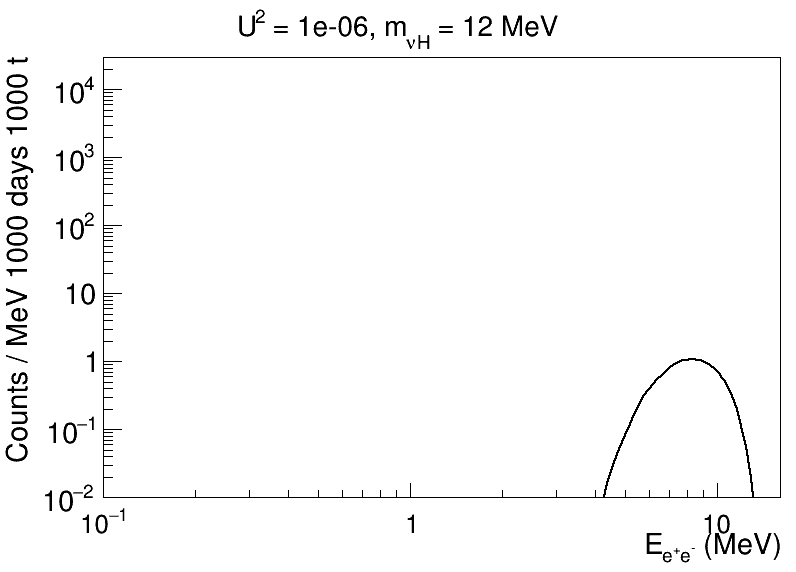 U² = 1e-06, m_νH = 12 MeV
Counts / MeV 1000 days 1000 t
10⁴
10³
10²
10
1
10⁻¹
10⁻²
10⁻¹ 1 10
E_e⁺e⁻ (MeV)